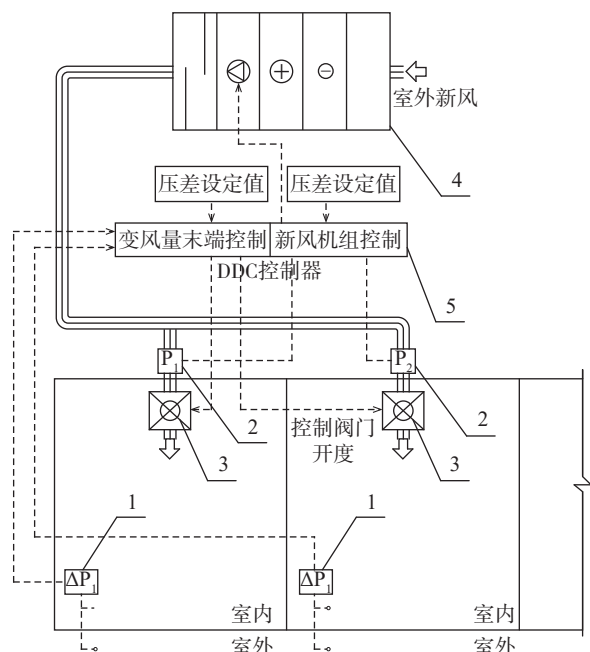 室外新风
4
压差设定值
压差设定值
变风量末端控制
新风机组控制
DDC控制器
5
P1
P2
2
2
3
控制阀门
开度
3
1
1
ΔP1
ΔP1
室内
室内
室外
室外